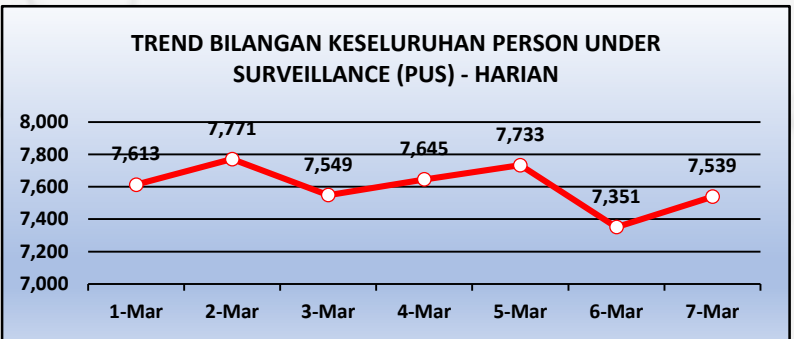 TREND BILANGAN KESELURUHAN PERSON UNDER
SURVEILLANCE (PUS) - HARIAN
8,000
7,800
7,600
7,400
7,200
7,000
7,613
7,771
7,549
7,645
7,733
7,351
7,539
1-Mar
2-Mar
3-Mar
4-Mar
5-Mar
6-Mar
7-Mar